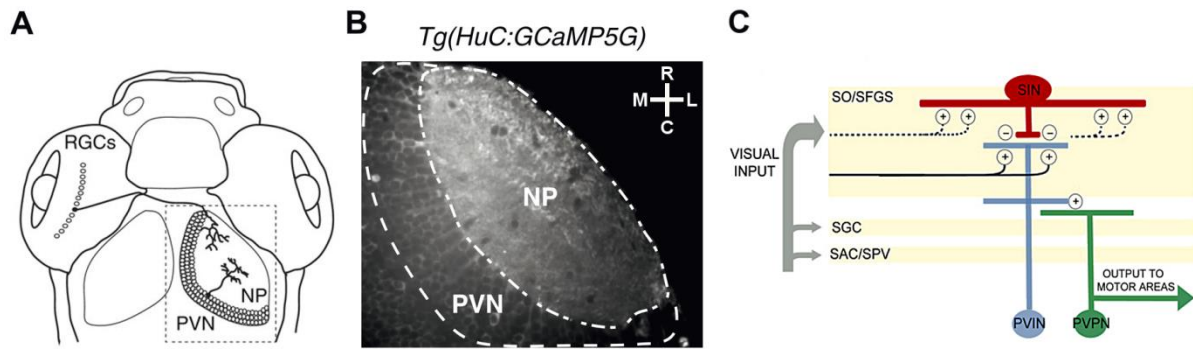 A
RGCs
NP
PVN
B
Tg(HuC:GCaMP5G)
R
M L
C
NP
PVN
C
SIN
SO/SFGS
+ + + +
− −
VISUAL
INPUT
+ +
+
SGC
SAC/SPV
OUTPUT TO
MOTOR AREAS
PVIN PVPN